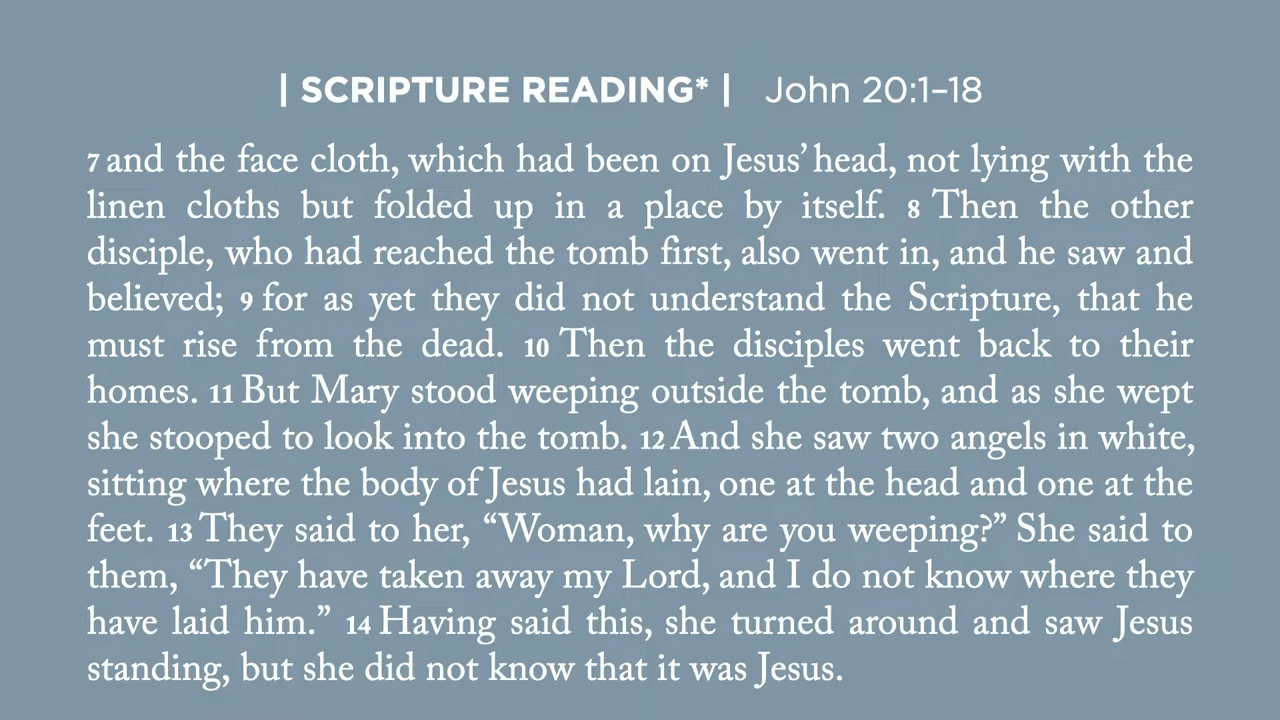 | SCRIPTURE READING* | John 20:1–18
7 and the face cloth, which had been on Jesus’ head, not lying with the
linen cloths but folded up in a place by itself. 8 Then the other
disciple, who had reached the tomb first, also went in, and he saw and
believed; 9 for as yet they did not understand the Scripture, that he
must rise from the dead. 10 Then the disciples went back to their
homes. 11 But Mary stood weeping outside the tomb, and as she wept
she stooped to look into the tomb. 12 And she saw two angels in white,
sitting where the body of Jesus had lain, one at the head and one at the
feet. 13 They said to her, “Woman, why are you weeping?” She said to
them, “They have taken away my Lord, and I do not know where they
have laid him.” 14 Having said this, she turned around and saw Jesus
standing, but she did not know that it was Jesus.